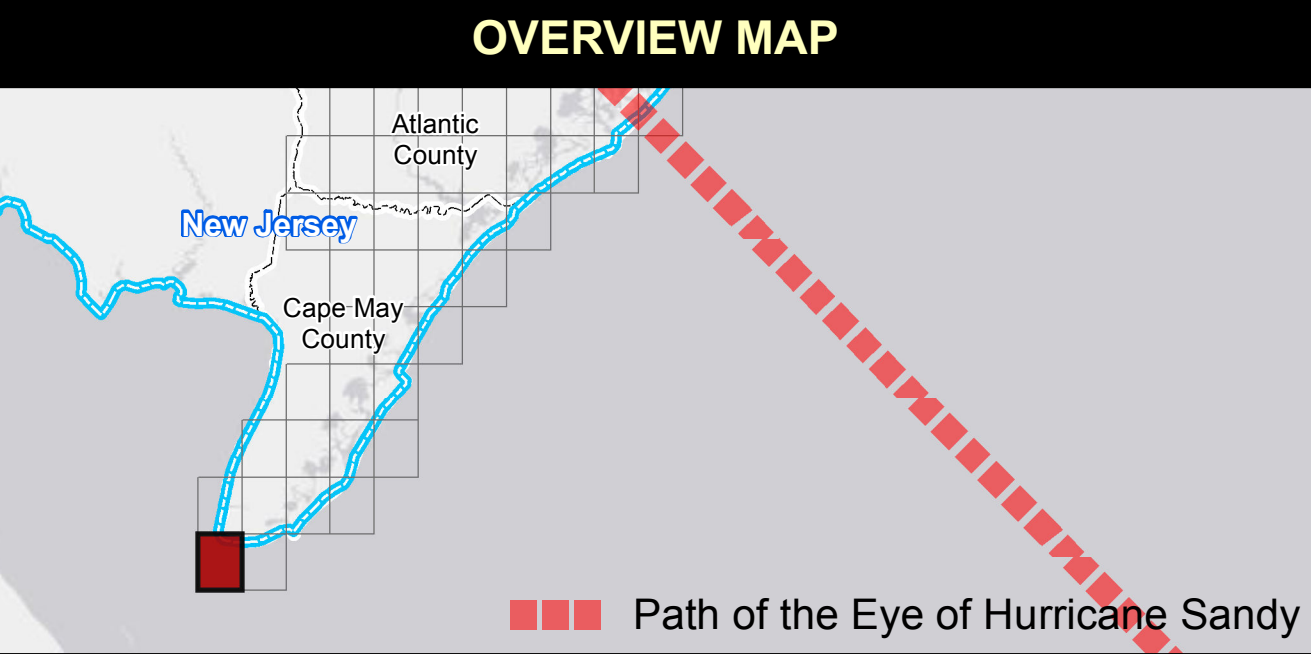 OVERVIEW MAP
Atlantic
County
New Jersey
Cape May
County
Path of the Eye of Hurricane Sandy